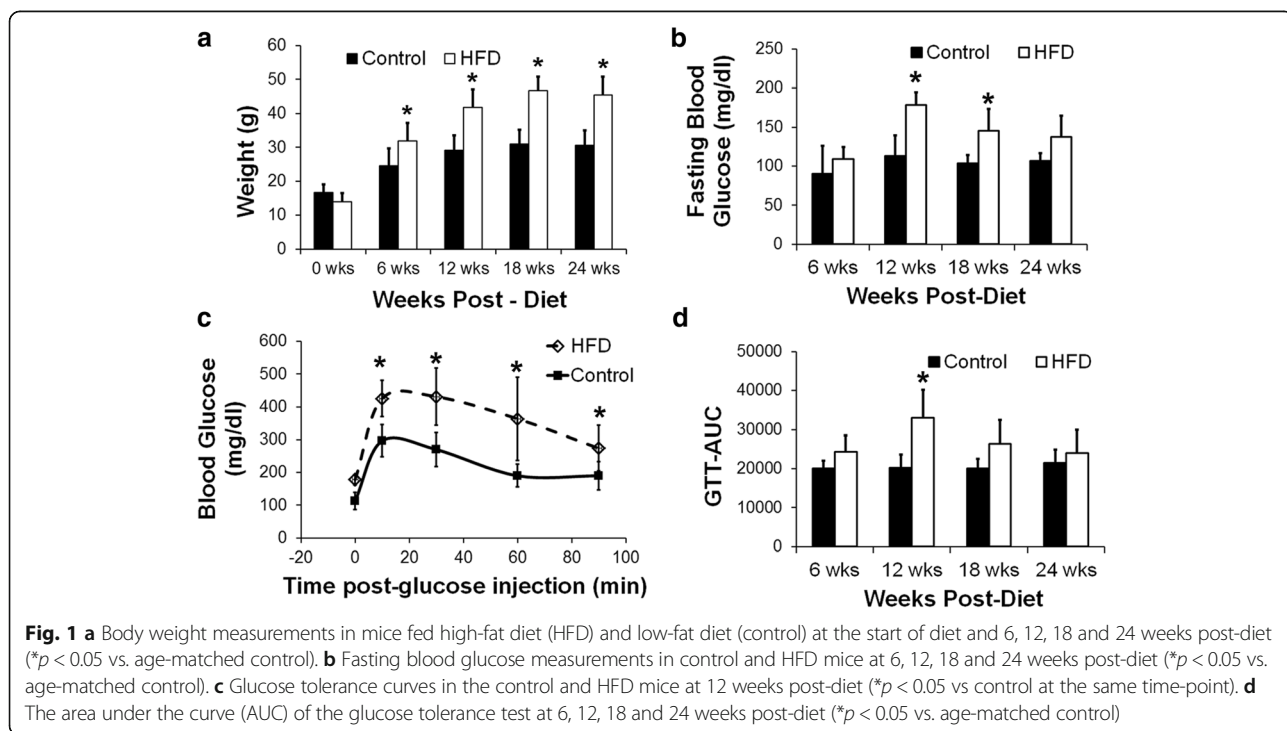 a
60
50
40
30
20
10
0
Weight (g)
Control HFD
* * * *
0 wks 6 wks 12 wks 18 wks 24 wks
Weeks Post - Diet
b
250
200
150
100
50
0
Fasting Blood
Glucose (mg/dl)
Control HFD
* *
6 wks 12 wks 18 wks 24 wks
Weeks Post-Diet
c
600
500
400
300
200
100
0
Blood Glucose
(mg/dl)
HFD
Control
* * * *
-20 0 20 40 60 80 100
Time post-glucose injection (min)
d
50000
40000
30000
20000
10000
0
GTT-AUC
Control HFD
*
6 wks 12 wks 18 wks 24 wks
Weeks Post-Diet
Fig. 1 a Body weight measurements in mice fed high-fat diet (HFD) and low-fat diet (control) at the start of diet and 6, 12, 18 and 24 weeks post-diet
(*p < 0.05 vs. age-matched control). b Fasting blood glucose measurements in control and HFD mice at 6, 12, 18 and 24 weeks post-diet (*p < 0.05 vs.
age-matched control). c Glucose tolerance curves in the control and HFD mice at 12 weeks post-diet (*p < 0.05 vs control at the same time-point). d
The area under the curve (AUC) of the glucose tolerance test at 6, 12, 18 and 24 weeks post-diet (*p < 0.05 vs. age-matched control)